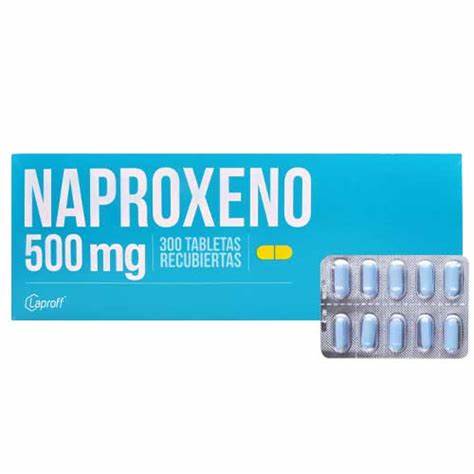 NAPROXENO
500 mg
300 TABLETAS
RECUBIERTAS
Laproff